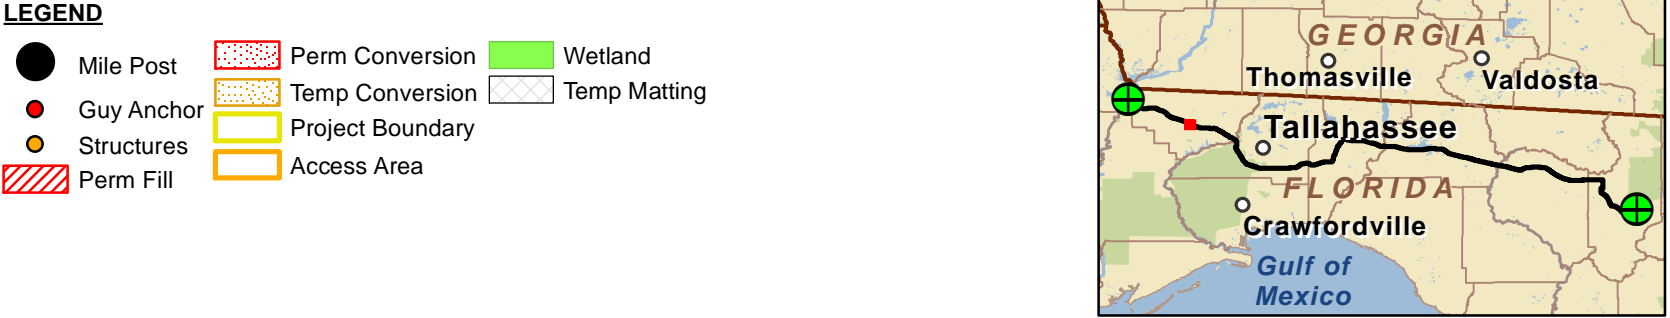 LEGEND
Mile Post
Guy Anchor
Structures
Perm Fill
Perm Conversion
Temp Conversion
Project Boundary
Access Area
Wetland
Temp Matting
GEORGIA
Thomasville
Valdosta
Tallahassee
FLORIDA
Crawfordville
Gulf of
Mexico